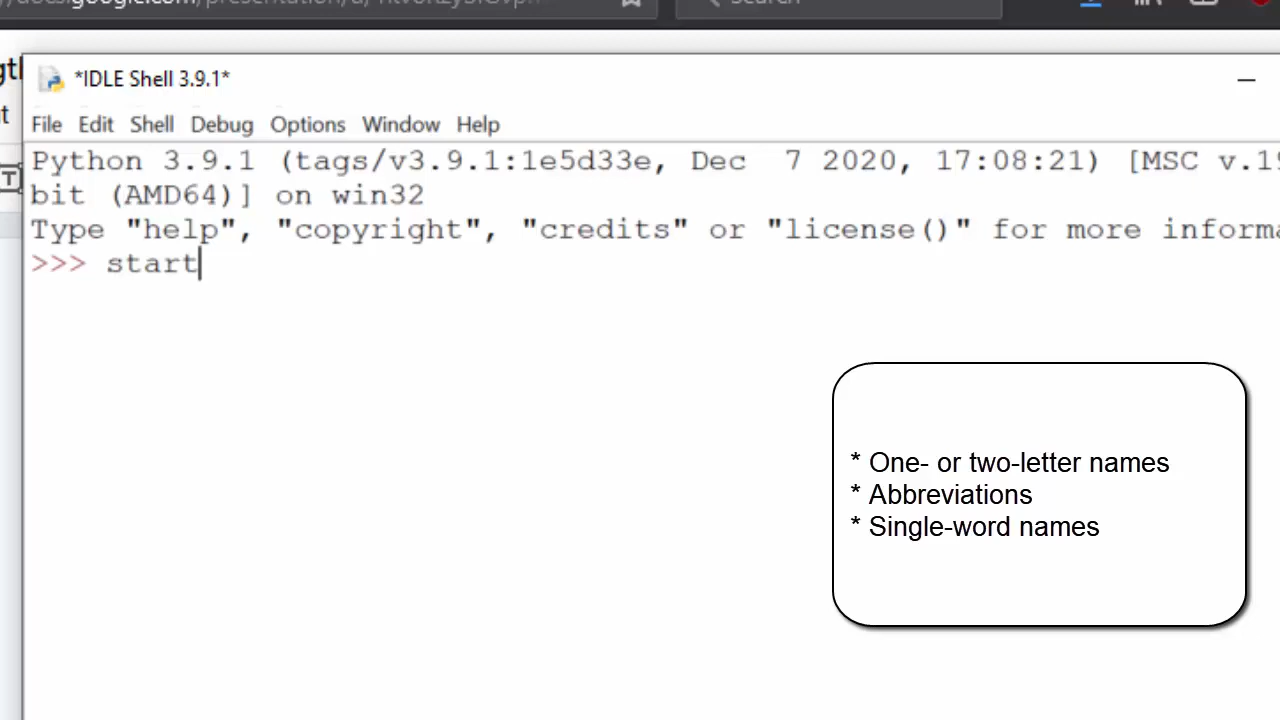 search
*IDLE Shell 3.9.1*
File Edit Shell Debug Options Window Help
Python 3.9.1 (tags/v3.9.1:1e5d33e, Dec 7 2020, 17:08:21) [MSC v.19
bit (AMD64)] on win32
Type "help", "copyright", "credits" or "license()" for more informa
>>> start
* One- or two-letter names
* Abbreviations
* Single-word names